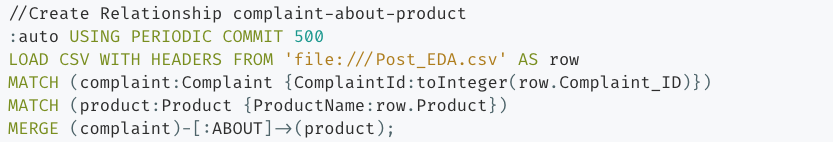 //Create Relationship complaint-about-product
:auto USING PERIODIC COMMIT 500
LOAD CSV WITH HEADERS FROM 'file:///Post_EDA.csv' AS row
MATCH (complaint:Complaint {ComplaintId:toInteger(row.Complaint_ID)})
MATCH (product:Product {ProductName:row.Product})
MERGE (complaint)-[:ABOUT]->(product);